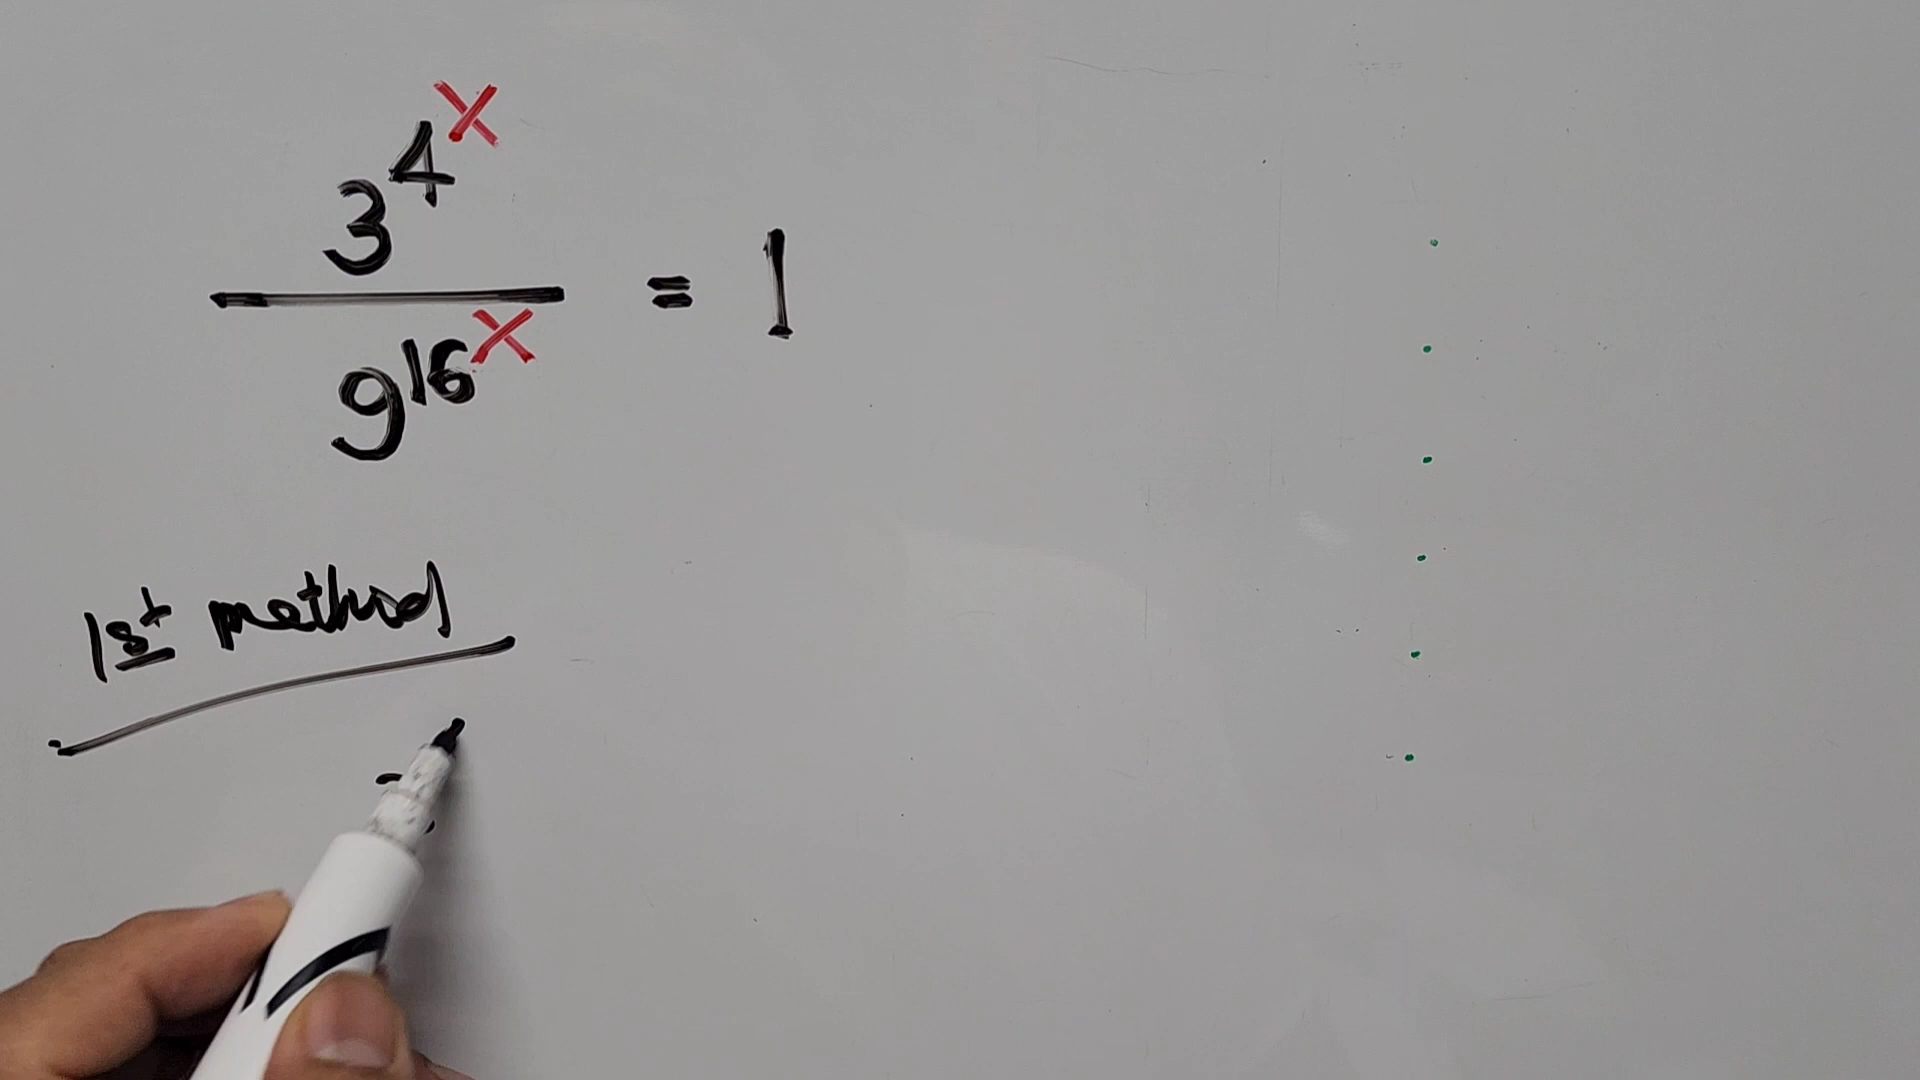 3^4^x
9^16^x
= 1
1st method